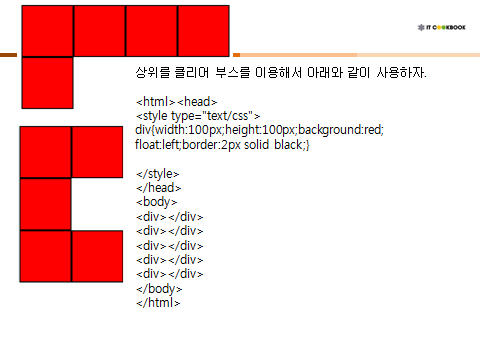 IT COOKBOOK
상위를 클리어 부스를 이용해서 아래와 같이 사용하자.
<html><head>
<style type="text/css">
div{width:100px;height:100px;background:red;
float:left;border:2px solid black;}
</style>
</head>
<body>
<div></div>
<div></div>
<div></div>
<div></div>
<div></div>
</body>
</html>